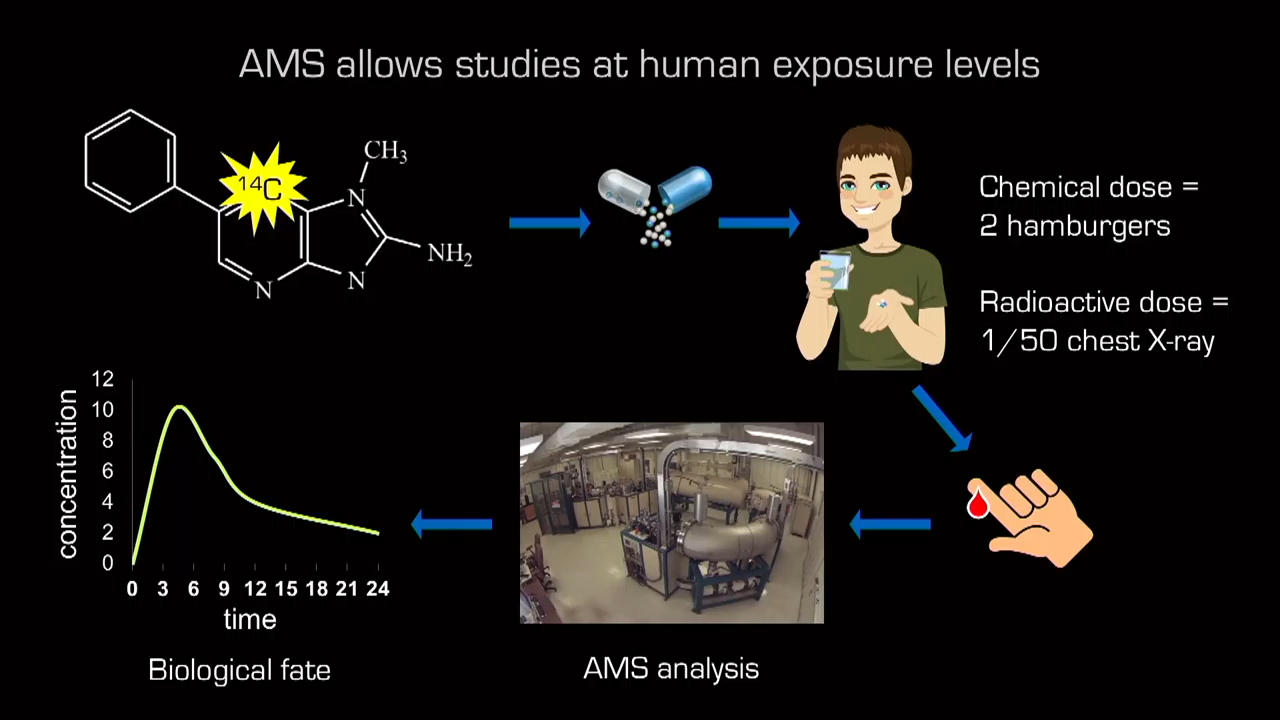 AMS allows studies at human exposure levels
14C
CH3
N
NH2
N
N
Chemical dose =
2 hamburgers
Radioactive dose =
1/50 chest X-ray
concentration
12
10
8
6
4
2
0
0 3 6 9 12 15 18 21 24
time
Biological fate
AMS analysis